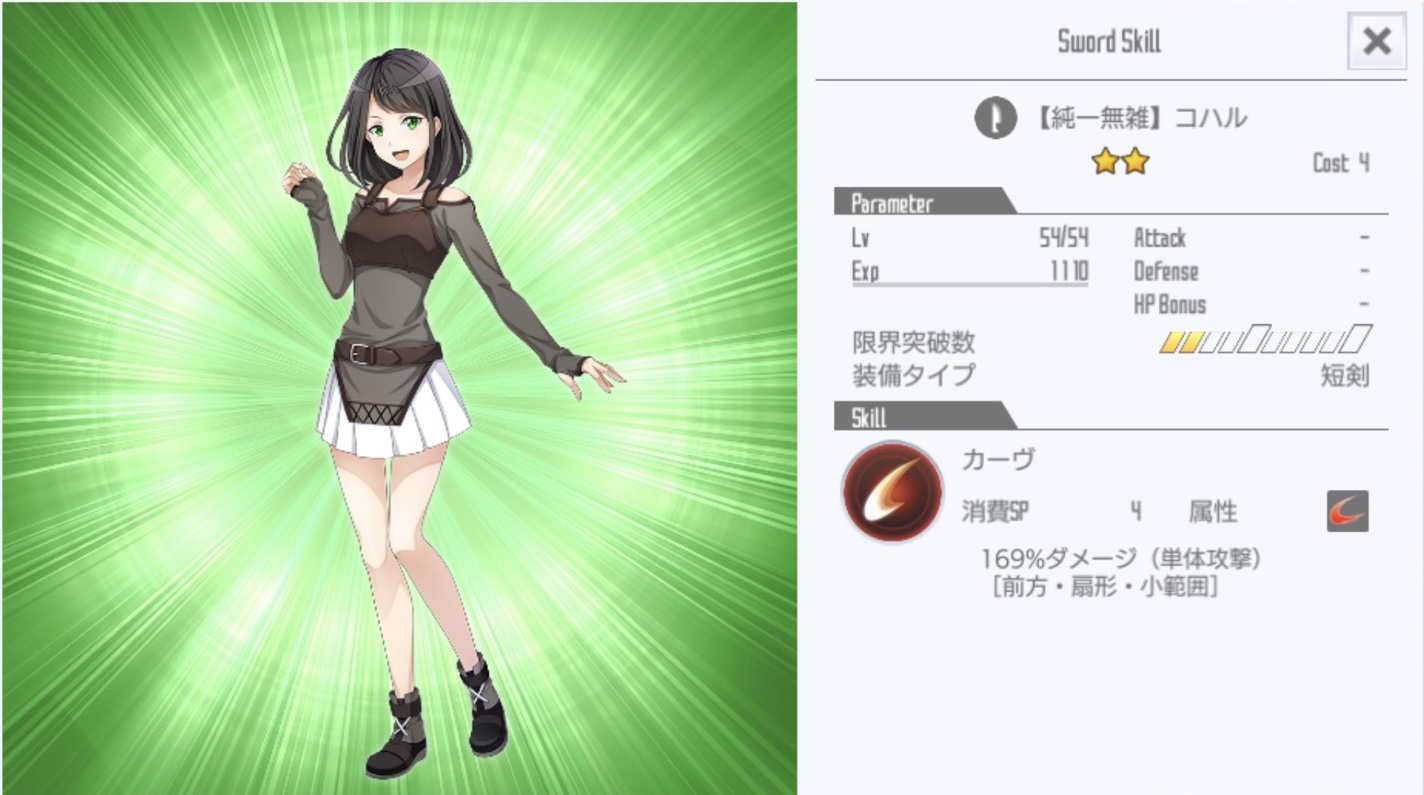 Sword Skill
【純一無雑】コハル
Cost 4
Parameter
Lv 54/54 Attack -
Exp 1110 Defense -
HP Bonus -
限界突破数
装備タイプ 短剣
Skill
カーヴ
消費SP 4 属性
169%ダメージ（単体攻撃）
［前方・扇形・小範囲］